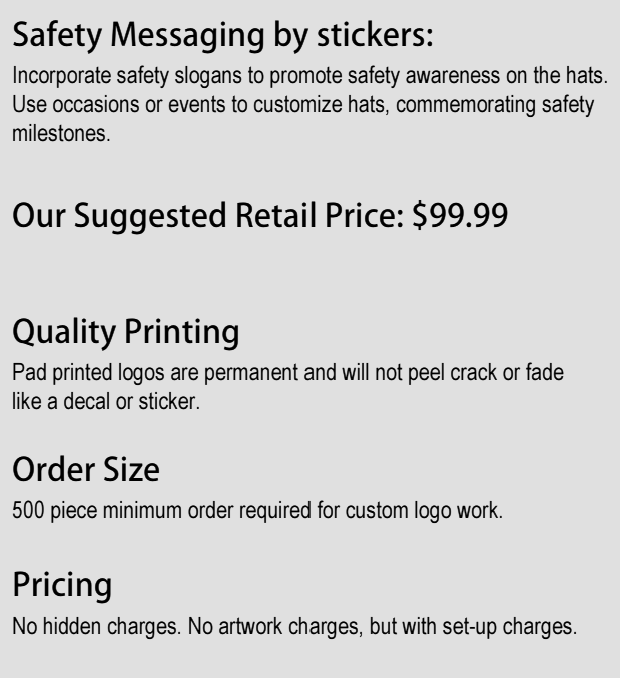 Safety Messaging by stickers:
Incorporate safety slogans to promote safety awareness on the hats.
Use occasions or events to customize hats, commemorating safety
milestones.
Our Suggested Retail Price: $99.99
Quality Printing
Pad printed logos are permanent and will not peel crack or fade
like a decal or sticker.
Order Size
500 piece minimum order required for custom logo work.
Pricing
No hidden charges. No artwork charges, but with set-up charges.